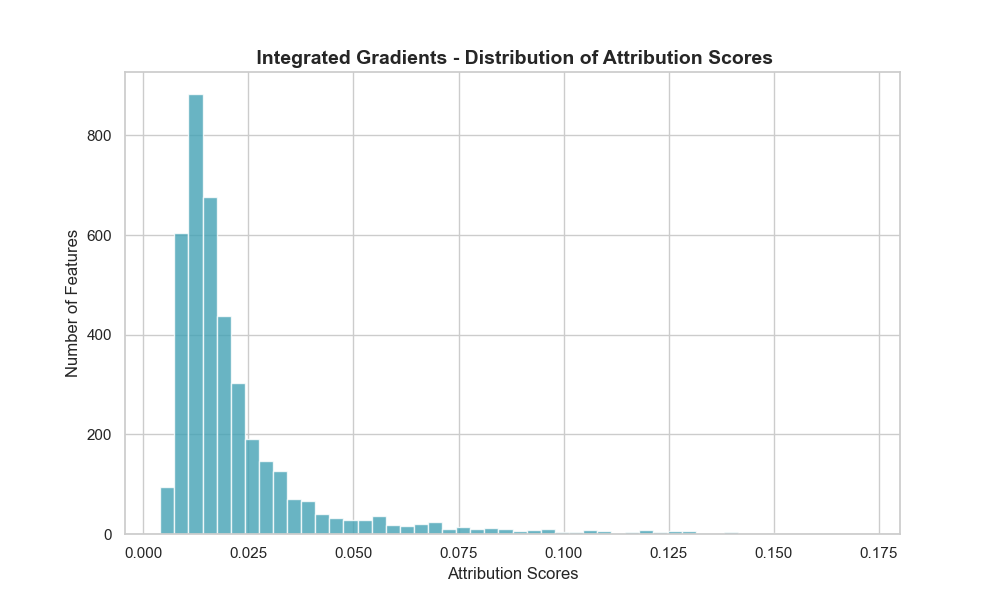 Integrated Gradients - Distribution of Attribution Scores
Number of Features
800
600
400
200
0
0.000 0.025 0.050 0.075 0.100 0.125 0.150 0.175
Attribution Scores